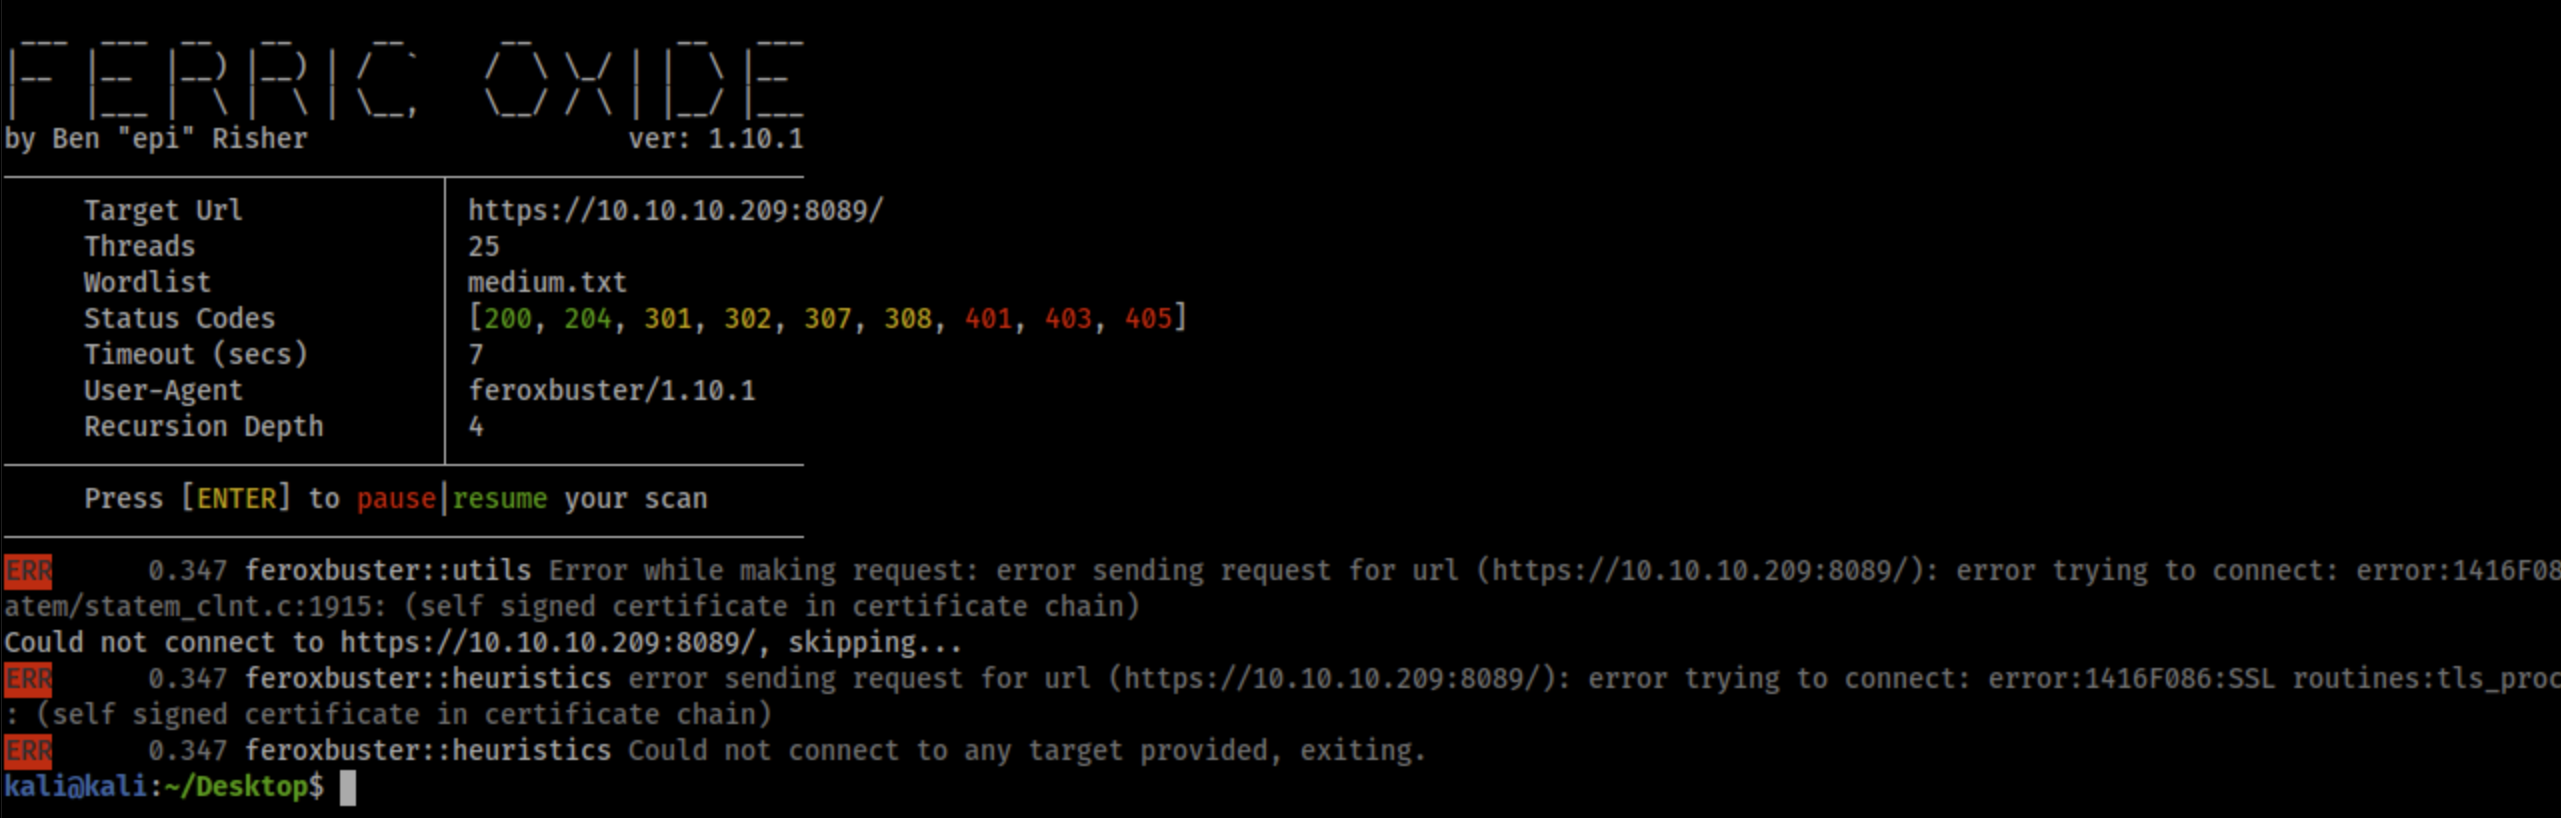 FERRIC OXIDE
by Ben "epi" Risher ver: 1.10.1
Target Url https://10.10.10.209:8089/
Threads 25
Wordlist medium.txt
Status Codes [200, 204, 301, 302, 307, 308, 401, 403, 405]
Timeout (secs) 7
User-Agent feroxbuster/1.10.1
Recursion Depth 4
Press [ENTER] to pause|resume your scan
ERR 0.347 feroxbuster::utils Error while making request: error sending request for url (https://10.10.10.209:8089/): error trying to connect: error:1416F08
atem/statem_clnt.c:1915: (self signed certificate in certificate chain)
Could not connect to https://10.10.10.209:8089/, skipping...
ERR 0.347 feroxbuster::heuristics error sending request for url (https://10.10.10.209:8089/): error trying to connect: error:1416F086:SSL routines:tls_proc
: (self signed certificate in certificate chain)
ERR 0.347 feroxbuster::heuristics Could not connect to any target provided, exiting.
kali@kali:~/Desktop$